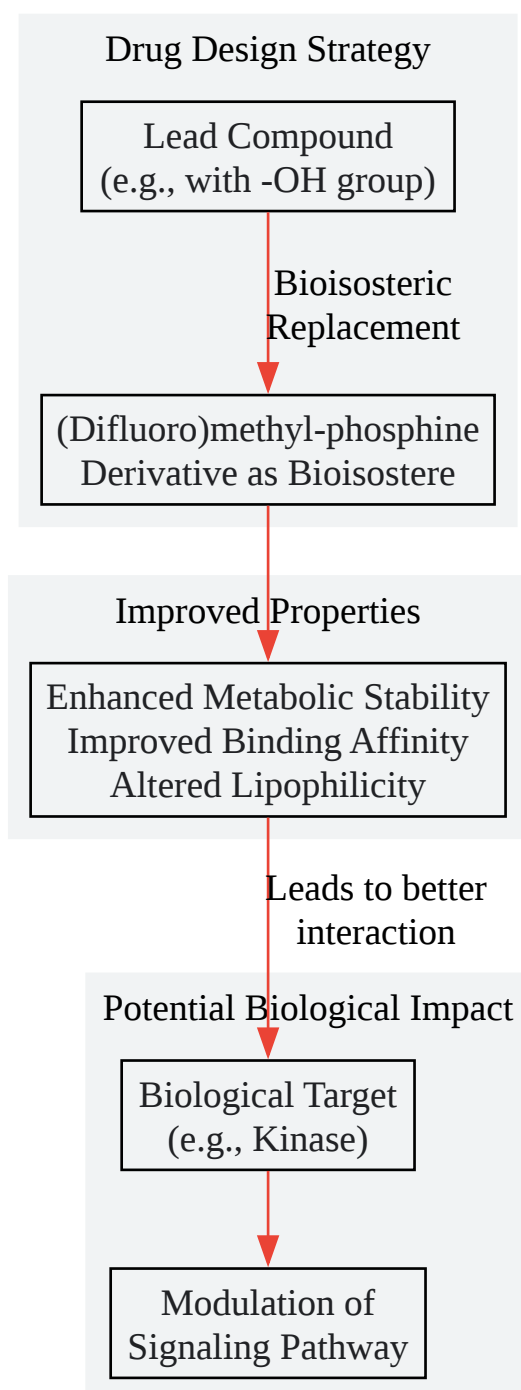 Drug Design Strategy
Lead Compound
(e.g., with -OH group)
Bioisosteric
Replacement
(Difluoro)methyl-phosphine
Derivative as Bioisostere
Improved Properties
Enhanced Metabolic Stability
Improved Binding Affinity
Altered Lipophilicity
Leads to better
interaction
Potential Biological Impact
Biological Target
(e.g., Kinase)
Modulation of
Signaling Pathway